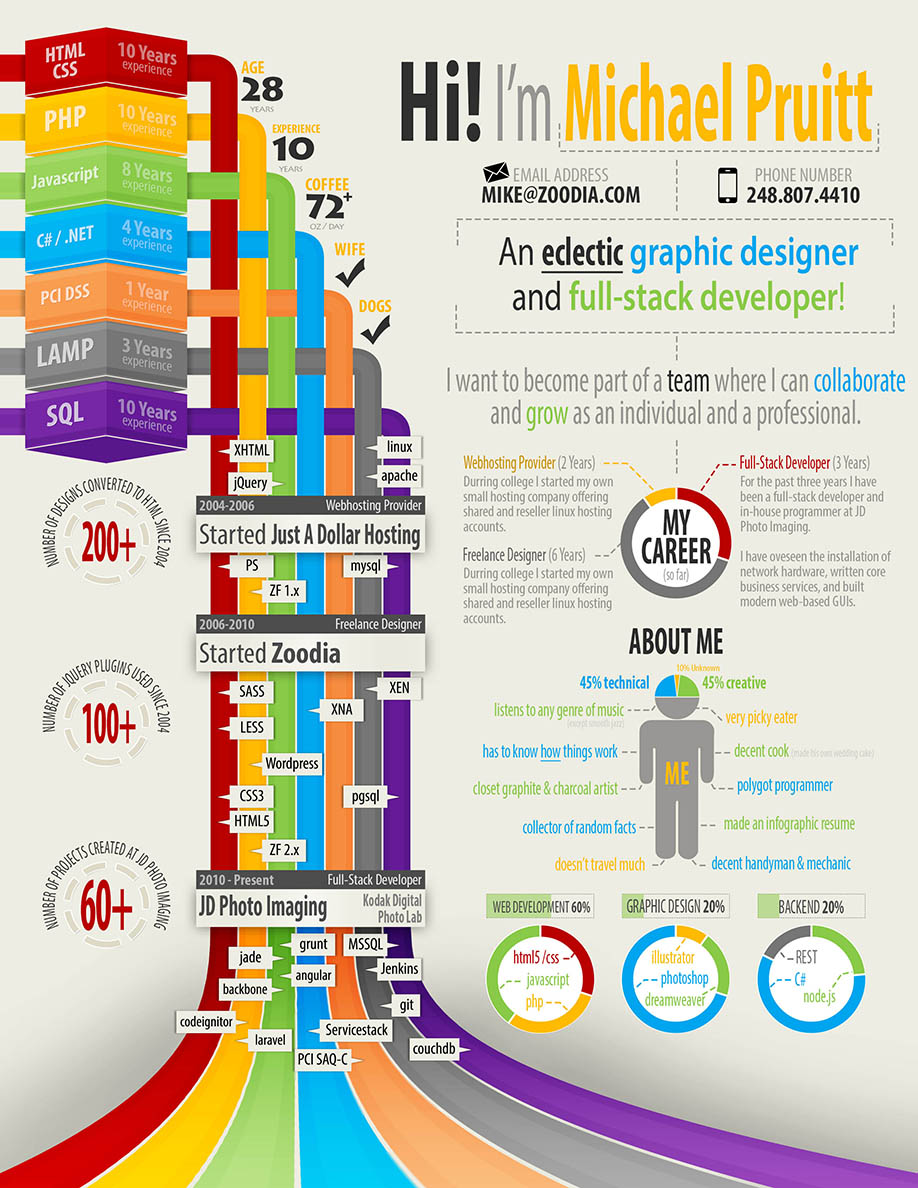 HTML
CSS
10 Years
experience
PHP
10 Years
experience
Javascript
8 Years
experience
C# / .NET
4 Years
experience
PCI DSS
1 Year
experience
LAMP
3 Years
experience
SQL
10 Years
experience
AGE
28
YEARS
EXPERIENCE
10
YEARS
COFFEE
72+
OZ / DAY
WIFE
DOGS
Hi! I'm Michael Pruitt
EMAIL ADDRESS
MIKE@ZOODIA.COM
PHONE NUMBER
248.807.4410
An eclectic graphic designer
and full-stack developer!
I want to become part of a team where I can collaborate
and grow as an individual and a professional.
Webhosting Provider (2 Years)
Durring college I started my own
small hosting company offering
shared and reseller linux hosting
accounts.
Freelance Designer (6 Years)
Durring college I started my own
small hosting company offering
shared and reseller linux hosting
accounts.
MY
CAREER
(so far)
Full-Stack Developer (3 Years)
For the past three years I have
been a full-stack developer and
in-house programmer at JD
Photo Imaging.
I have oveseen the installation of
network hardware, written core
business services, and built
modern web-based GUIs.
XHTML
linux
jQuery
apache
2004-2006 Webhosting Provider
Started Just A Dollar Hosting
PS
mysql
ZF 1.x
2006-2010 Freelance Designer
Started Zoodia
SASS
XEN
XNA
LESS
Wordpress
CSS3
pgsql
HTML5
ZF 2.x
2010 - Present Full-Stack Developer
JD Photo Imaging
Kodak Digital
Photo Lab
grunt
MSSQL
jade
angular
Jenkins
backbone
git
codeignitor
laravel
Servicestack
PCI SAQ-C
couchdb
NUMBER OF DESIGNS CONVERTED TO HTML SINCE 2004
200+
NUMBER OF JQUERY PLUGINS USED SINCE 2004
100+
NUMBER OF PROJECTS CREATED AT JD PHOTO IMAGING
60+
ABOUT ME
10% Unknown
45% technical
45% creative
listens to any genre of music
(except smooth jazz)
very picky eater
has to know how things work
decent cook (made his own wedding cake)
ME
closet graphite & charcoal artist
polygot programmer
collector of random facts
made an infographic resume
doesn't travel much
decent handyman & mechanic
WEB DEVELOPMENT 60%
html5 /css
javascript
php
GRAPHIC DESIGN 20%
illustrator
photoshop
dreamweaver
BACKEND 20%
REST
C#
node.js